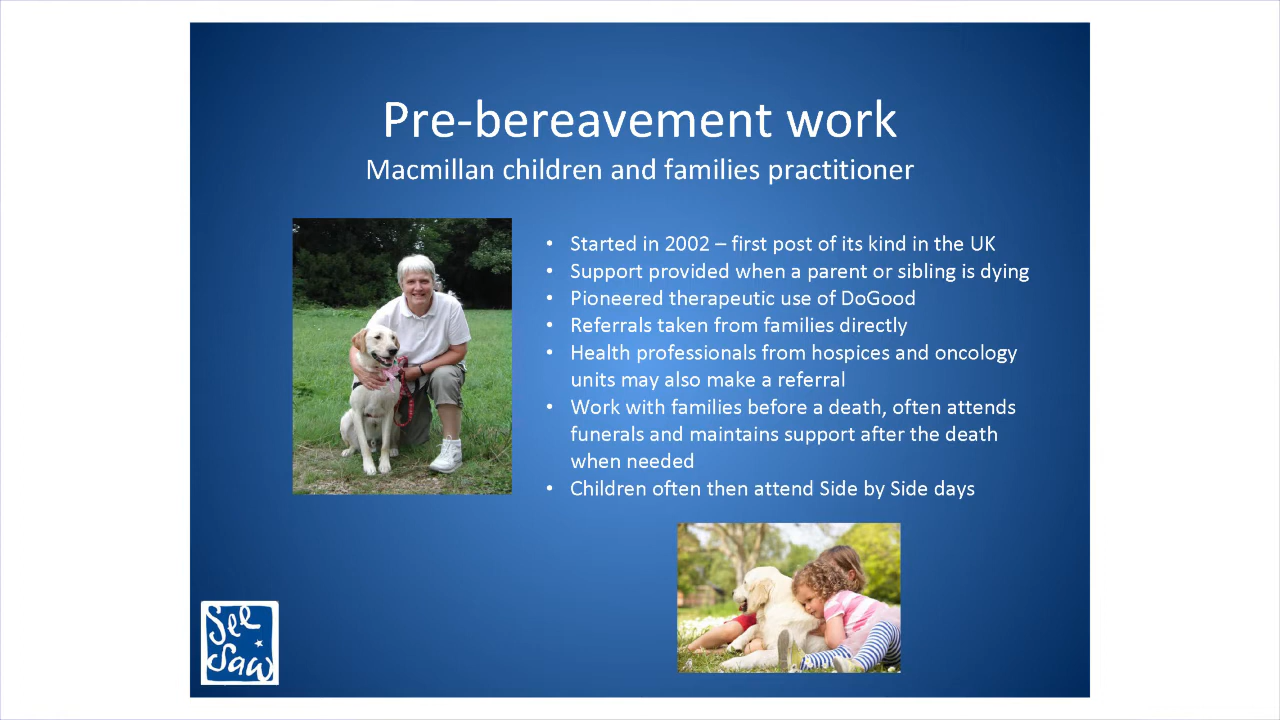 Pre-bereavement work
Macmillan children and families practitioner
• Started in 2002 – first post of its kind in the UK
• Support provided when a parent or sibling is dying
• Pioneered therapeutic use of DoGood
• Referrals taken from families directly
• Health professionals from hospices and oncology
units may also make a referral
• Work with families before a death, often attends
funerals and maintains support after the death
when needed
• Children often then attend Side by Side days
See
Saw